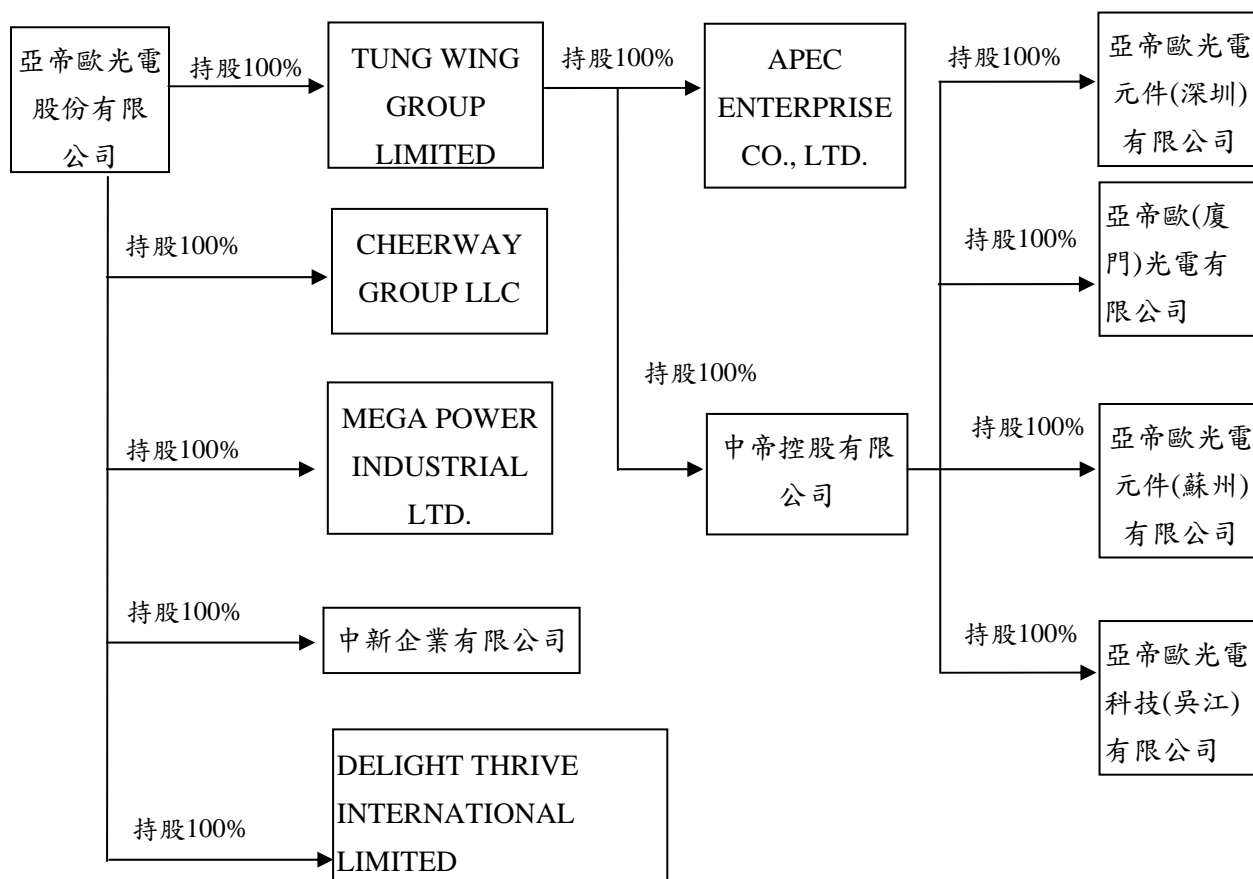 亞帝歐光電
股份有限
公司
持股100%
TUNG WING
GROUP
LIMITED
持股100%
APEC
ENTERPRISE
CO., LTD.
持股100%
亞帝歐光電
元件(深圳)
有限公司
持股100%
CHEERWAY
GROUP LLC
持股100%
亞帝歐(廈
門)光電有
限公司
持股100%
MEGA POWER
INDUSTRIAL
LTD.
持股100%
中帝控股有限
公司
持股100%
亞帝歐光電
元件(蘇州)
有限公司
持股100%
中新企業有限公司
持股100%
亞帝歐光電
科技(吳江)
有限公司
持股100%
DELIGHT THRIVE
INTERNATIONAL
LIMITED